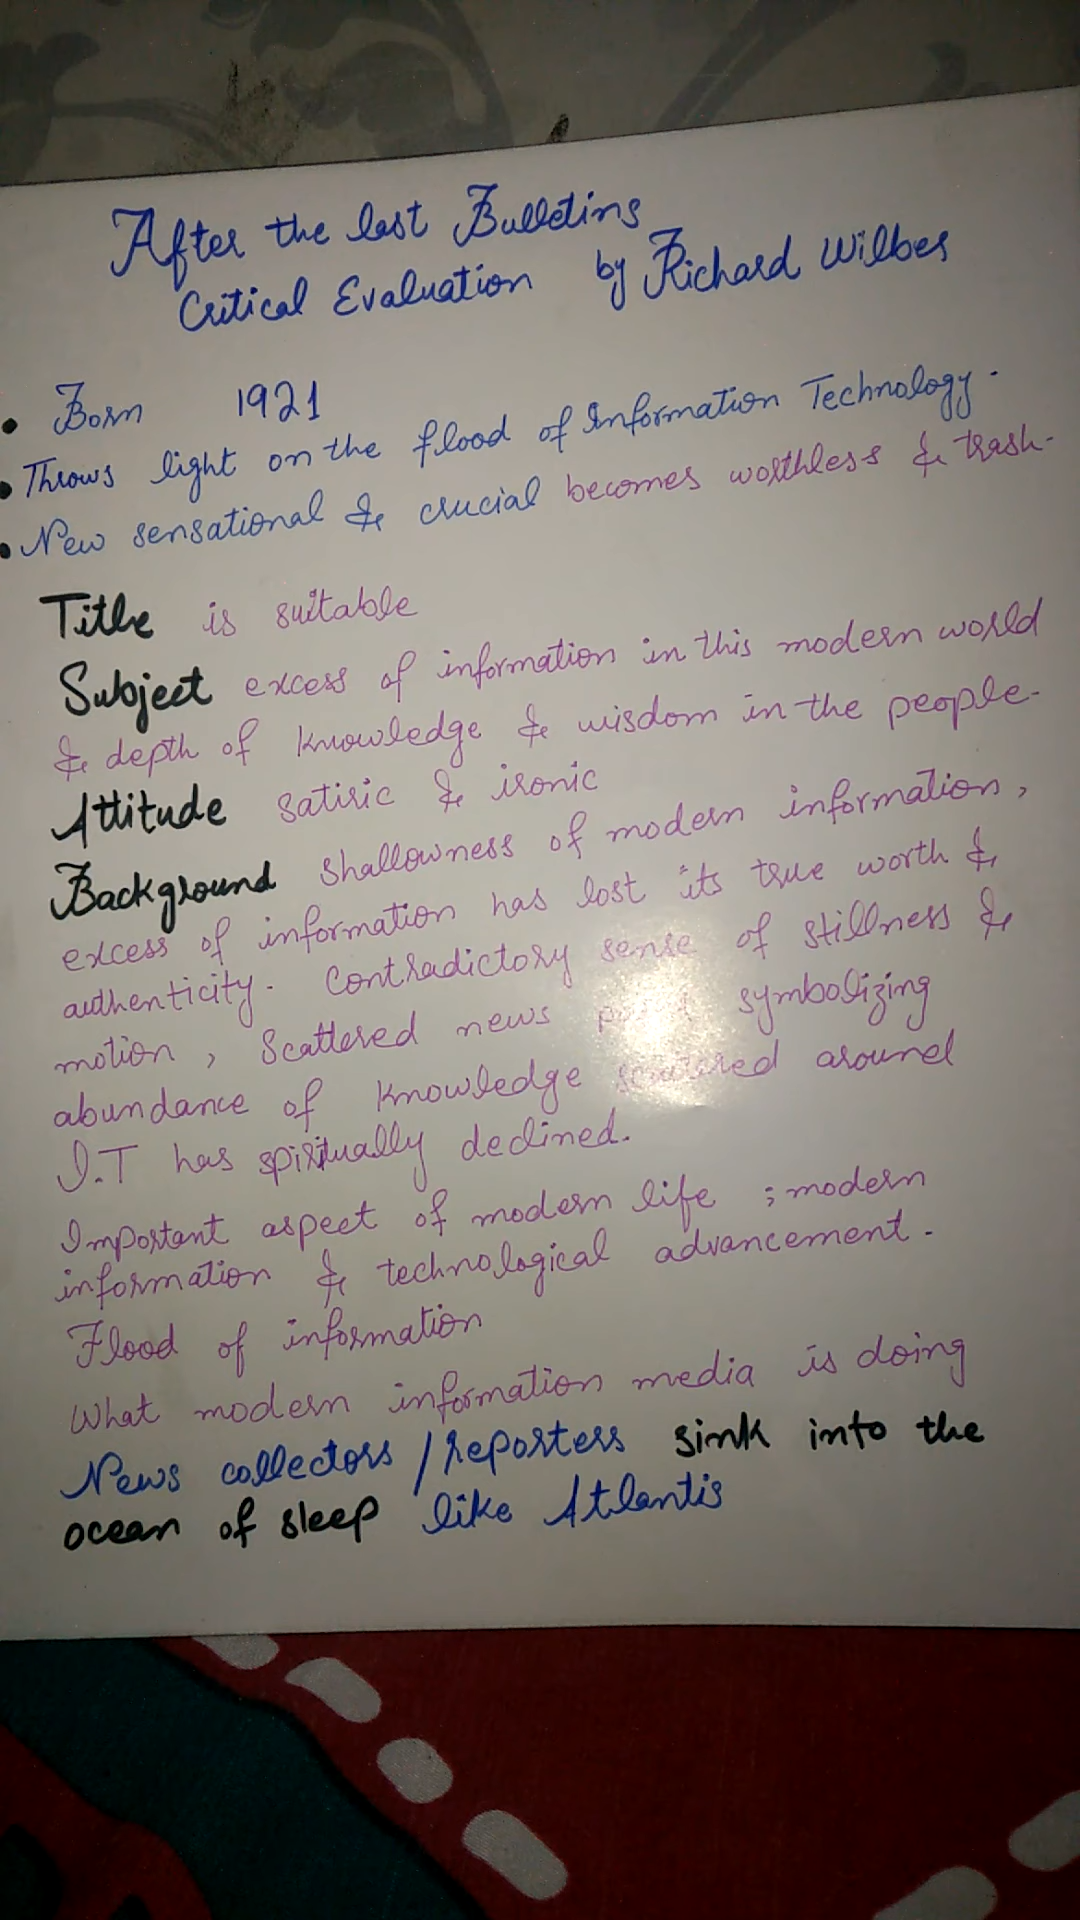 After the last Bulletins
Critical Evaluation by Richard Wilber
• Born 1921
• Throws light on the flood of Information Technology.
• New sensational & crucial becomes worthless & trash.
Title is suitable
Subject excess of information in this modern world
& depth of knowledge & wisdom in the people.
Attitude satiric & ironic
Background Shallowness of modern information,
excess of information has lost its true worth &
authenticity. Contradictory sense of stillness &
motion, Scattered news symbolizing
abundance of knowledge scattered around
I.T has spiritually declined.
Important aspect of modern life ; modern
information & technological advancement.
Flood of information
What modern information media is doing
News collectors / reporters sink into the
ocean of sleep like Atlantis